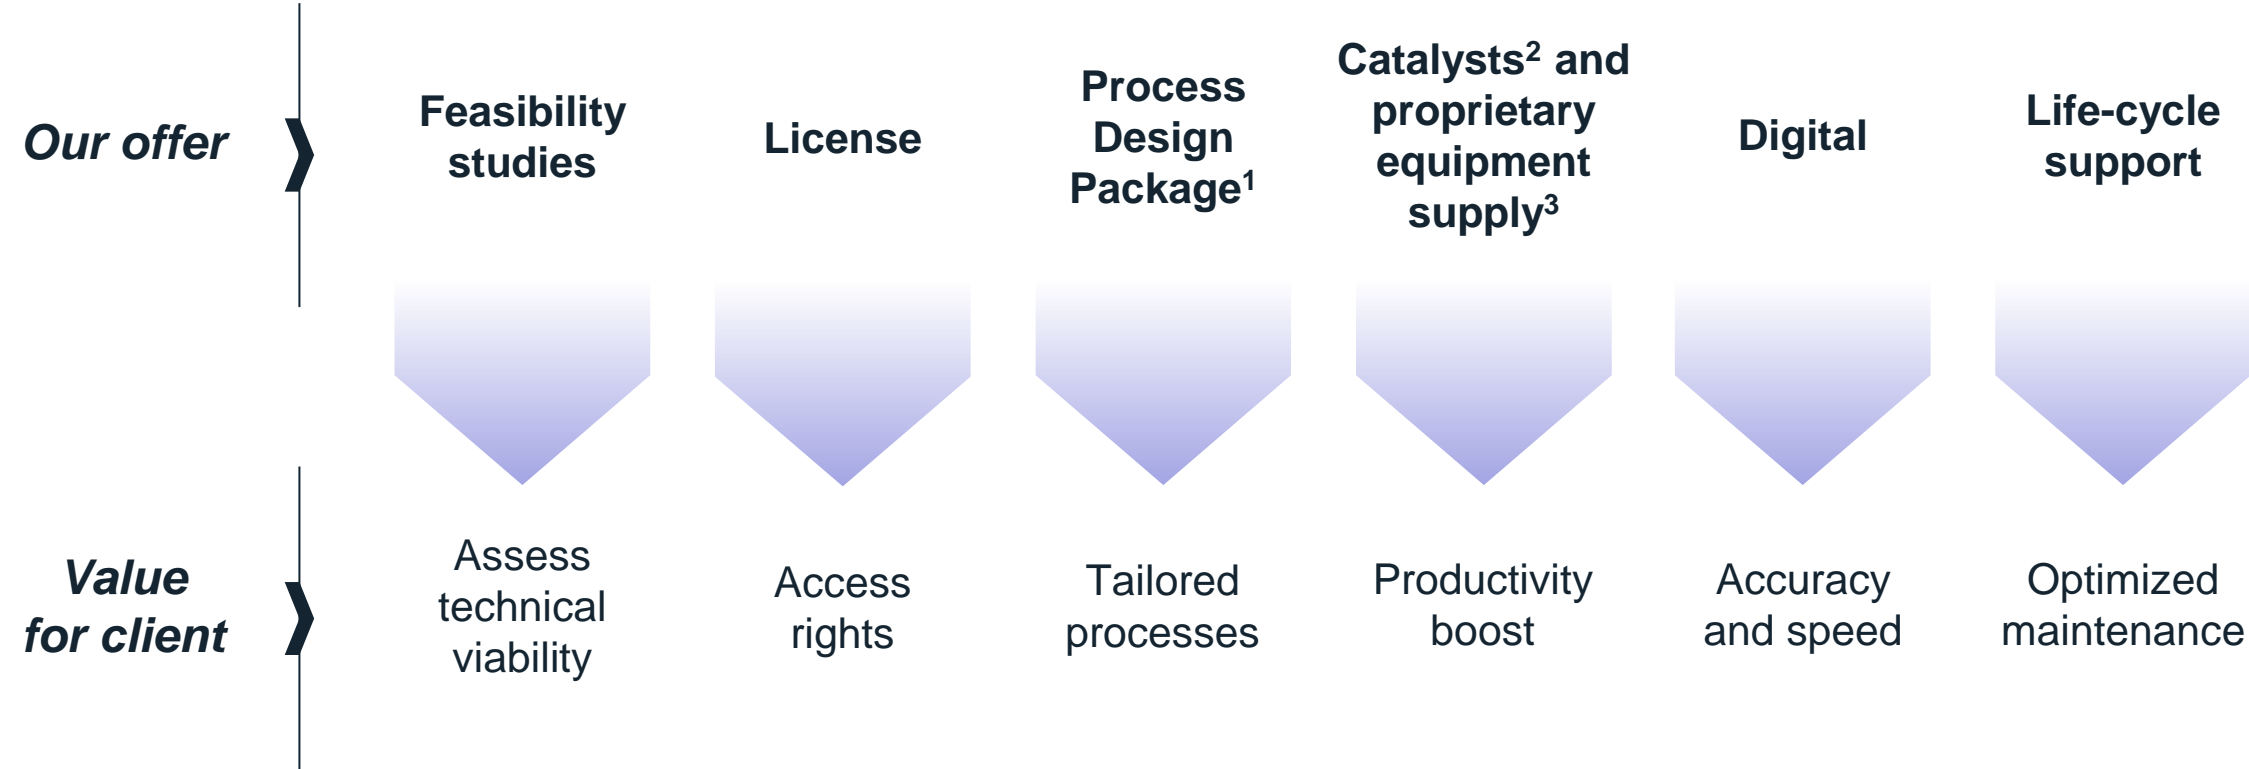 Our offer
Feasibility
studies
License
Process
Design
Package¹
Catalysts² and
proprietary
equipment
supply³
Digital
Life-cycle
support
Value
for client
Assess
technical
viability
Access
rights
Tailored
processes
Productivity
boost
Accuracy
and speed
Optimized
maintenance